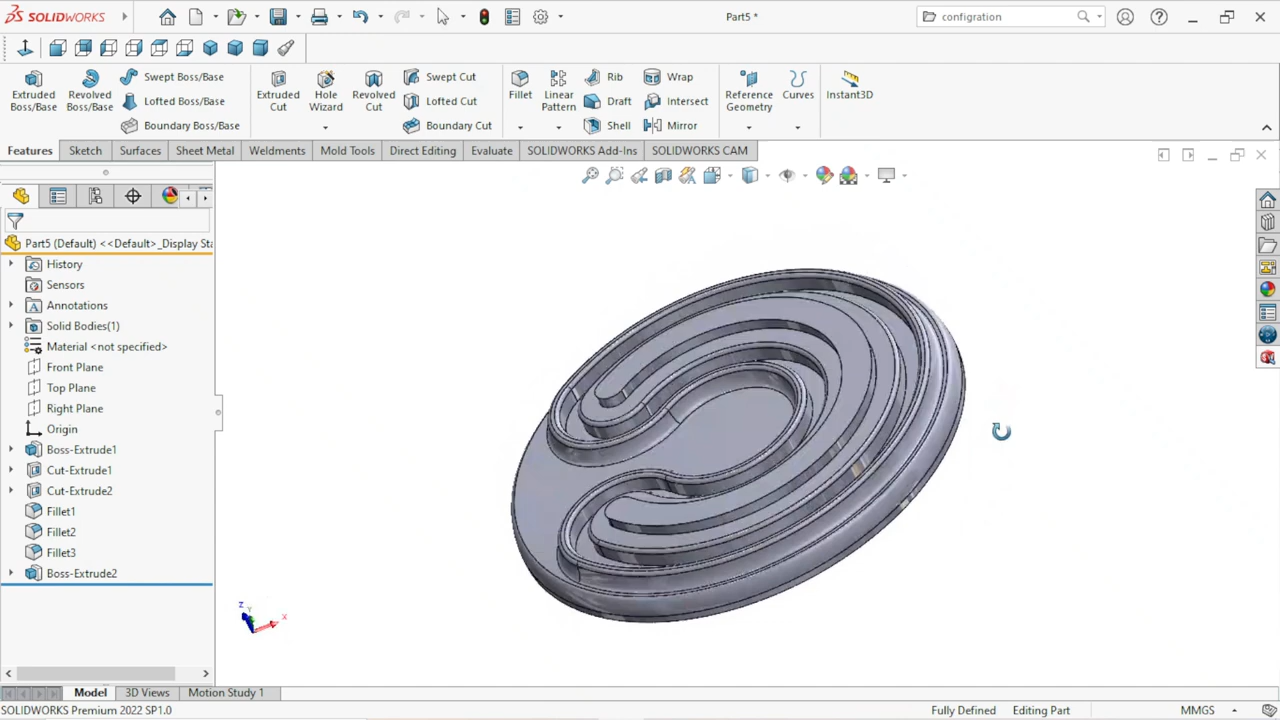 SOLIDWORKS
Part5 *
configration
Extruded Boss/Base
Revolved Boss/Base
Swept Boss/Base
Lofted Boss/Base
Boundary Boss/Base
Extruded Cut
Hole Wizard
Revolved Cut
Swept Cut
Lofted Cut
Boundary Cut
Fillet
Linear Pattern
Rib
Draft
Shell
Wrap
Intersect
Mirror
Reference Geometry
Curves
Instant3D
Features
Sketch
Surfaces
Sheet Metal
Weldments
Mold Tools
Direct Editing
Evaluate
SOLIDWORKS Add-Ins
SOLIDWORKS CAM
Part5 (Default) <<Default>_Display Sta
History
Sensors
Annotations
Solid Bodies(1)
Material <not specified>
Front Plane
Top Plane
Right Plane
Origin
Boss-Extrude1
Cut-Extrude1
Cut-Extrude2
Fillet1
Fillet2
Fillet3
Boss-Extrude2
Z
Y
X
Model
3D Views
Motion Study 1
SOLIDWORKS Premium 2022 SP1.0
Fully Defined
Editing Part
MMGS